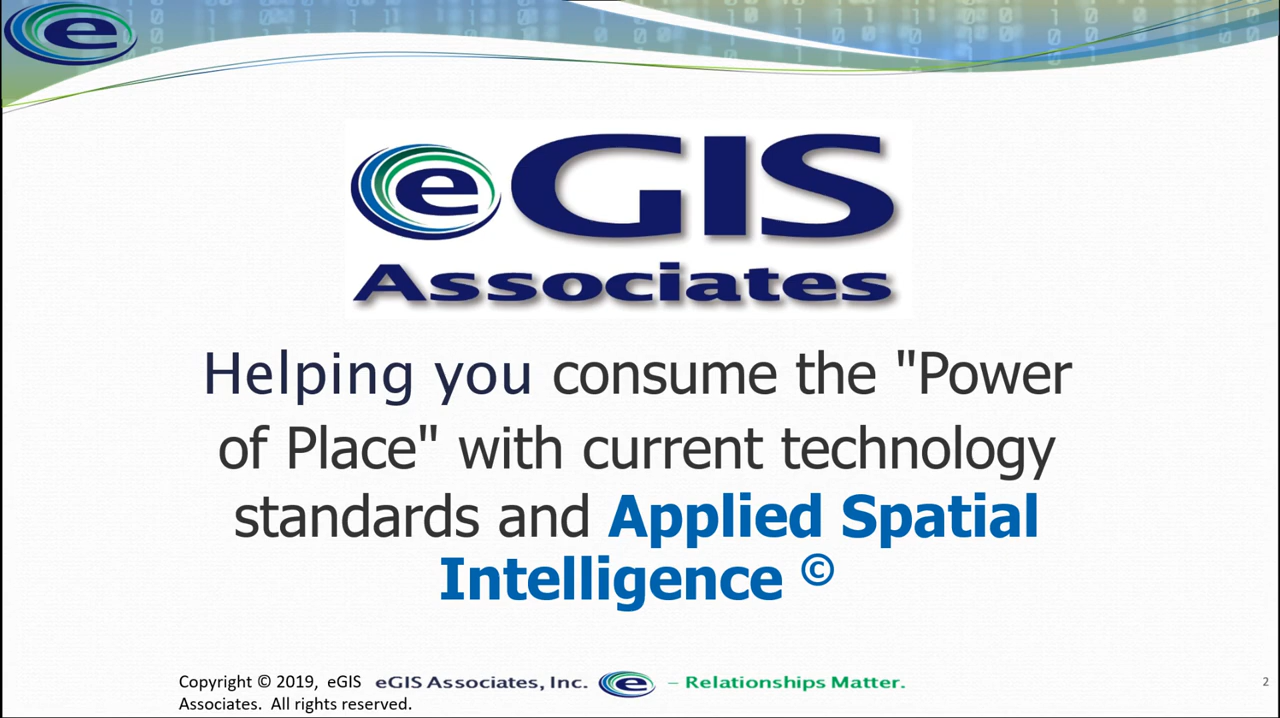 e
eGIS
Associates
Helping you consume the "Power
of Place" with current technology
standards and Applied Spatial
Intelligence ©
Copyright © 2019, eGIS
Associates. All rights reserved.
eGIS Associates, Inc. e – Relationships Matter.
2